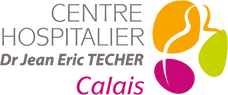 CENTRE
HOSPITALIER
Dr Jean Eric TECHER
Calais